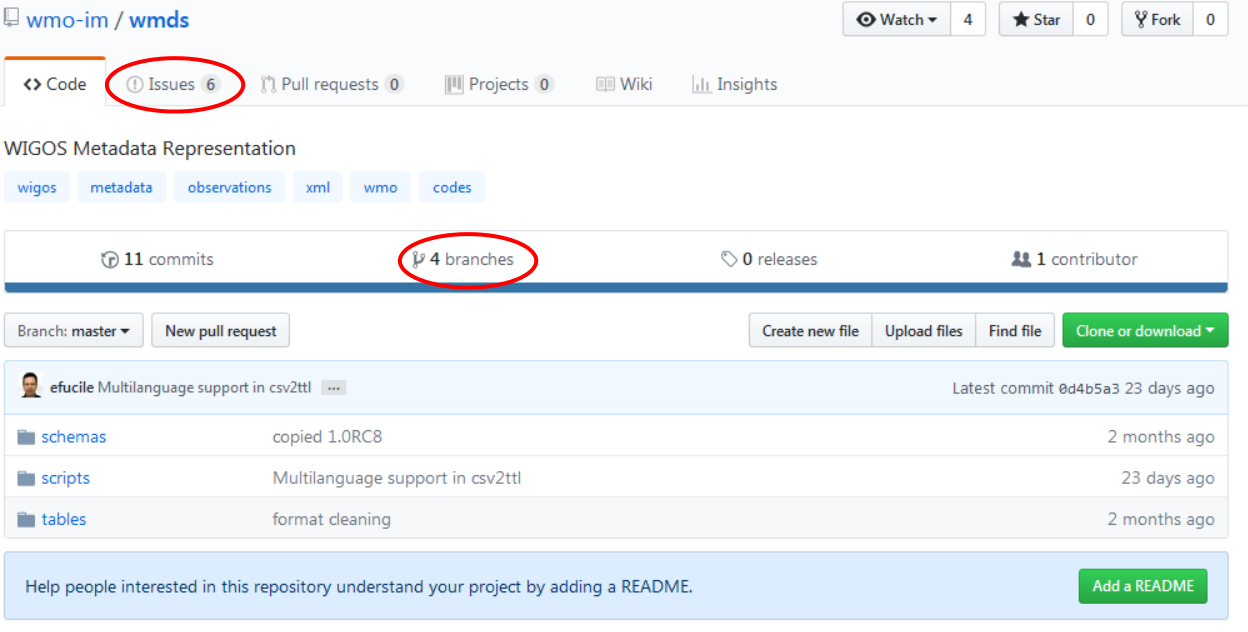 wmo-im / wmds Watch 4 Star 0 Fork 0
Code Issues 6 Pull requests 0 Projects 0 Wiki Insights
WIGOS Metadata Representation
wigos metadata observations xml wmo codes
11 commits 4 branches 0 releases 1 contributor
Branch: master New pull request Create new file Upload files Find file Clone or download
efucile Multilanguage support in csv2ttl ... Latest commit 0d4b5a3 23 days ago
schemas copied 1.0RC8 2 months ago
scripts Multilanguage support in csv2ttl 23 days ago
tables format cleaning 2 months ago
Help people interested in this repository understand your project by adding a README. Add a README